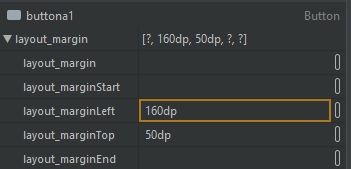 buttona1 Button
layout_margin [?, 160dp, 50dp, ?, ?]
layout_margin
layout_marginStart
layout_marginLeft 160dp
layout_marginTop 50dp
layout_marginEnd